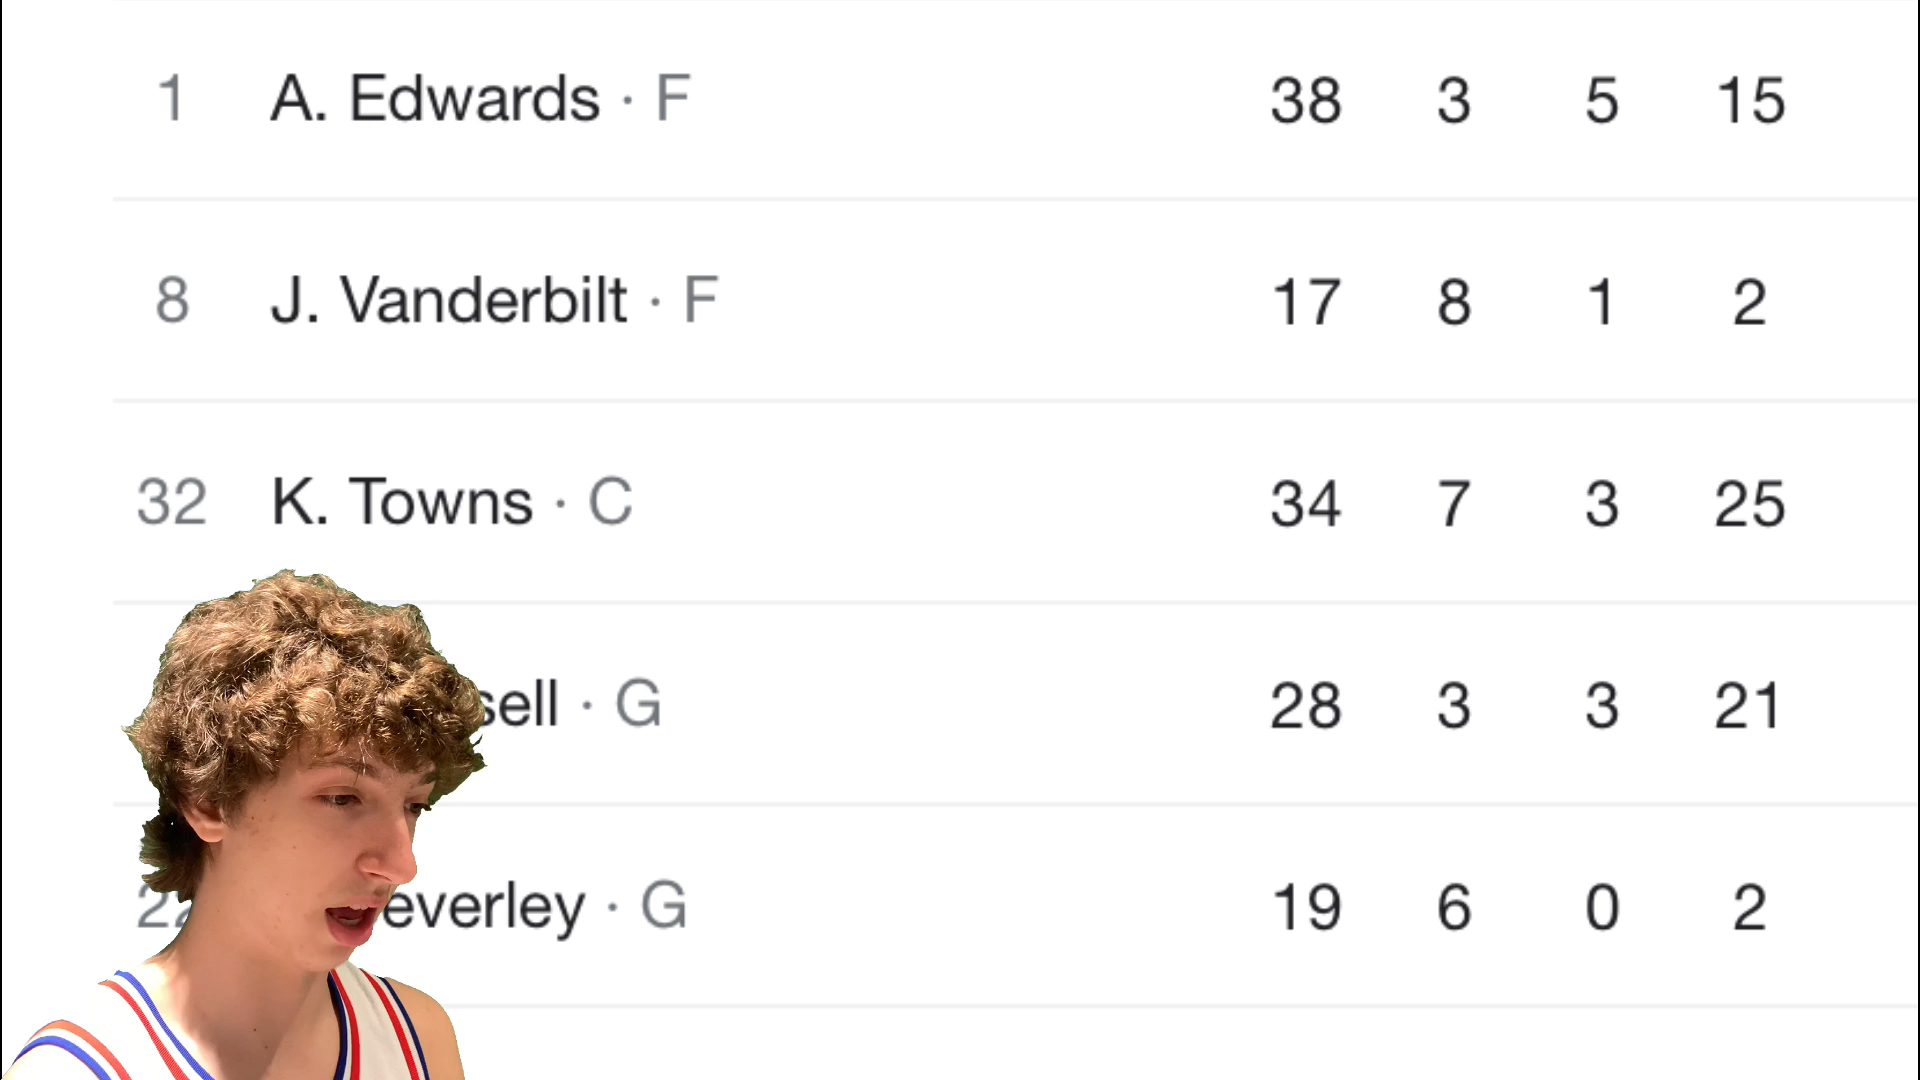 1 A. Edwards · F 38 3 5 15
8 J. Vanderbilt · F 17 8 1 2
32 K. Towns · C 34 7 3 25
sell · G 28 3 3 21
22 everley · G 19 6 0 2